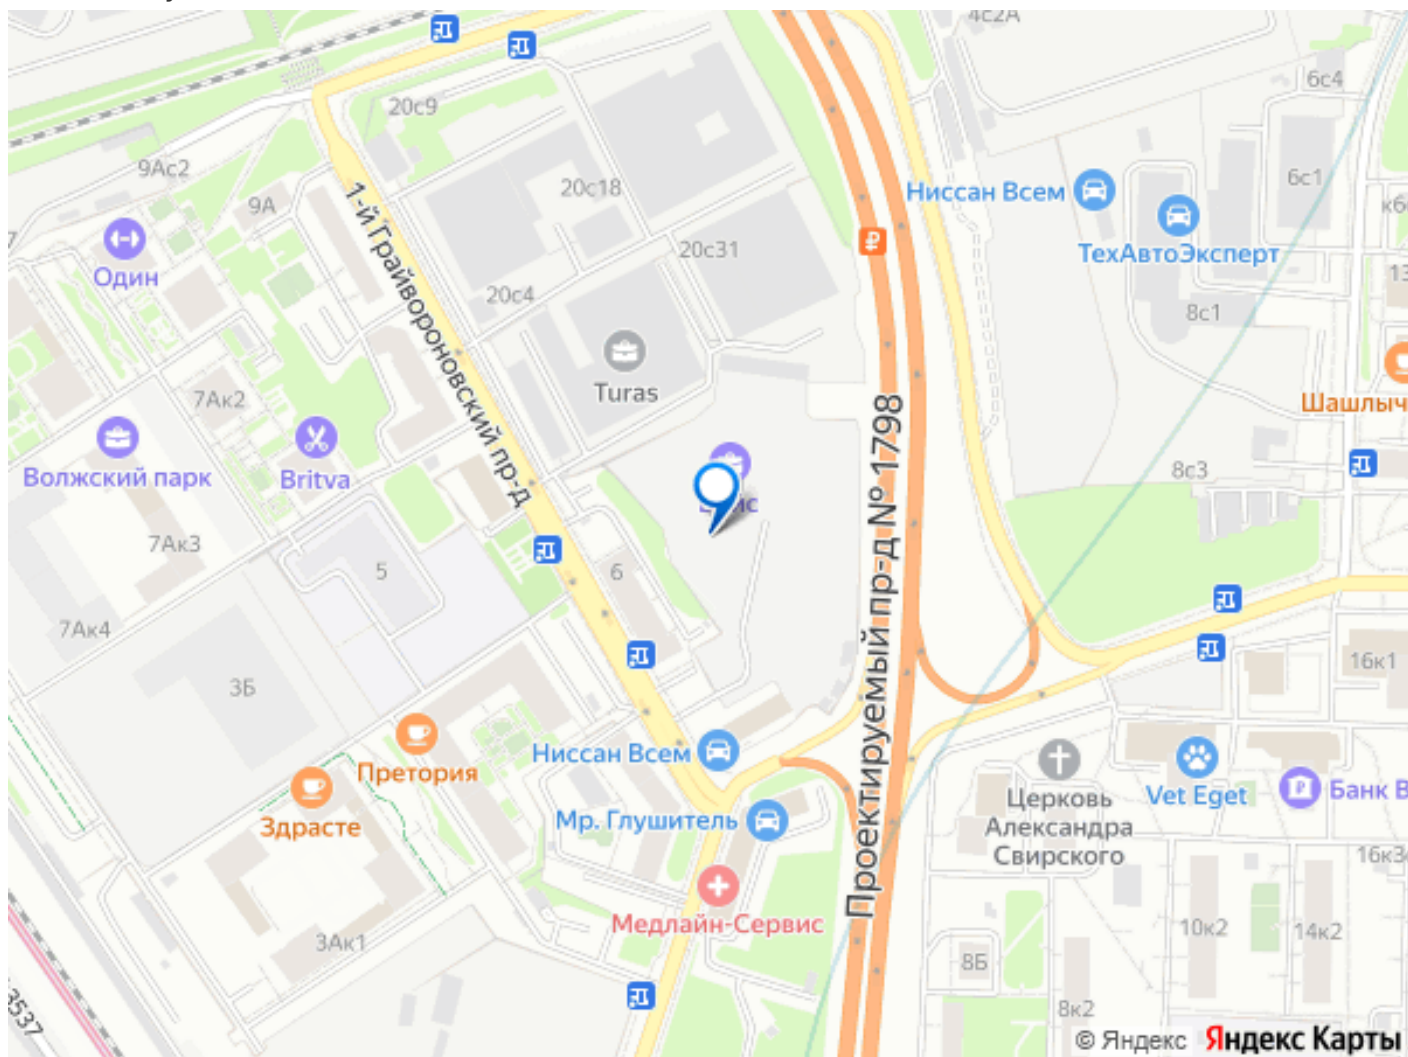 4с2А
6с4
20с9
9Ас2
6с1
20с18
Ниссан Всем
9А
к6
1-й Грайвороновский пр-д
ТехАвтоЭксперт
20с31
13
Один
20с4
8с1
Turas
7Ак2
Шашлыч
Волжский парк
Britva
8с3
Проектируемый пр-д № 1798
7Ак3
5
6
7Ак4
16к1
3Б
Ниссан Всем
Претория
Церковь
Александра
Свирского
Vet Eget
Банк В
Здрасте
Мр. Глушитель
16к3
Медлайн-Сервис
3Ак1
10к2
14к2
8Б
3537
8к2
© Яндекс Яндекс Карты